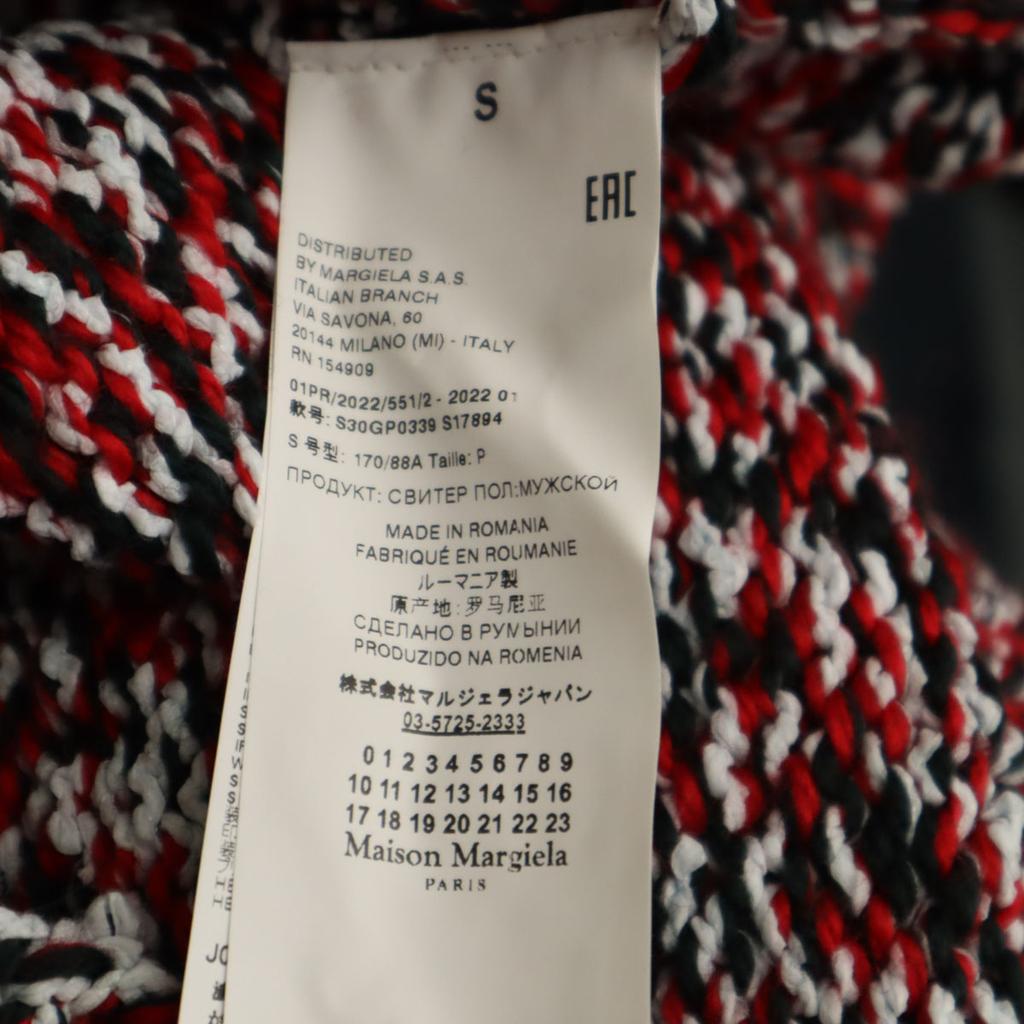 S
EAC
DISTRIBUTED
BY MARGIELA S.A.S.
ITALIAN BRANCH
VIA SAVONA, 60
20144 MILANO (MI) - ITALY
RN 154909
01PR/2022/551/2 - 2022 01
款号: S30GP0339 S17894
S 号型: 170/88A Taille: P
ПРОДУКТ: СВИТЕР ПОЛ:МУЖСКОЙ
MADE IN ROMANIA
FABRIQUÉ EN ROUMANIE
ルーマニア製
原产地: 罗马尼亚
СДЕЛАНО В РУМЫНИИ
PRODUZIDO NA ROMENIA
株式会社マルジェラジャパン
03-5725-2333
0 1 2 3 4 5 6 7 8 9
10 11 12 13 14 15 16
17 18 19 20 21 22 23
Maison Margiela
PARIS